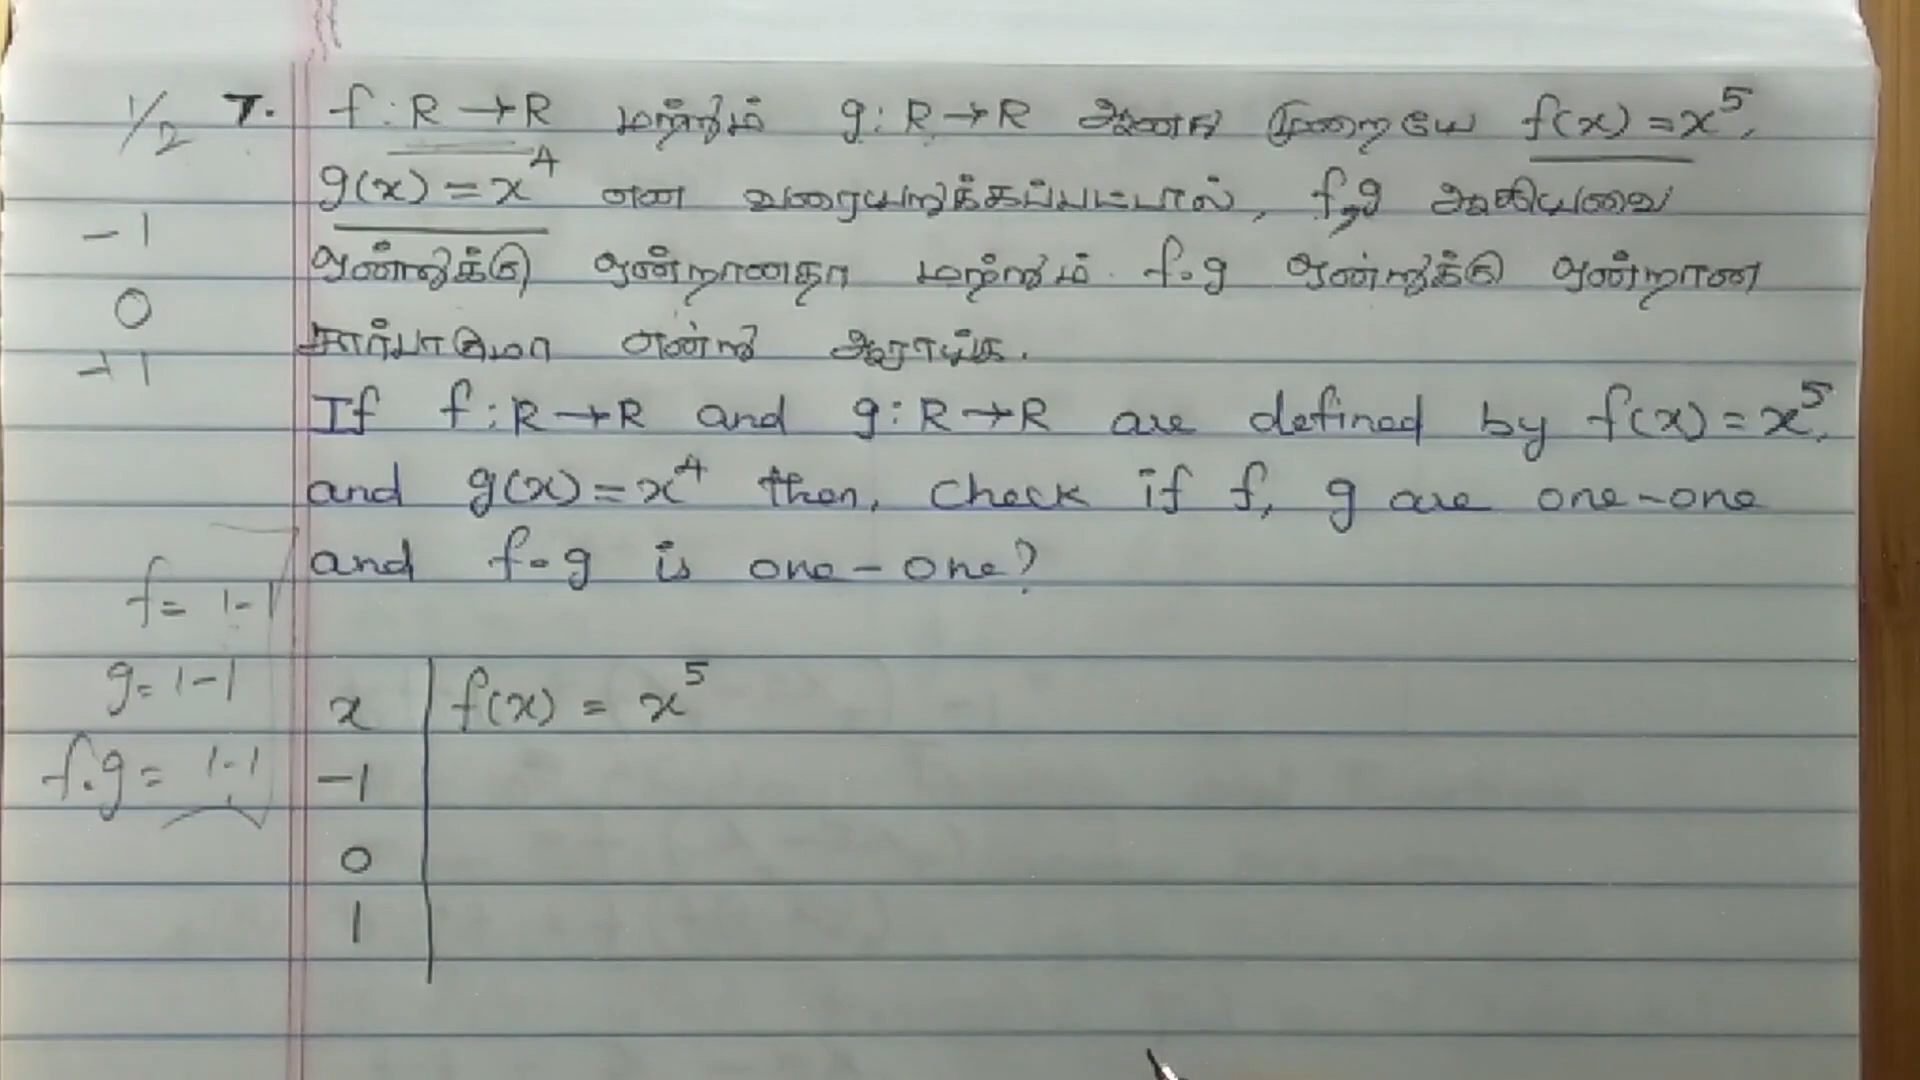 1/2 7. f : R → R மற்றும் g : R → R ஆனது முறையே f(x) = x⁵,
g(x) = x⁴ என வரையறுக்கப்பட்டால், f, g ஆகியவை
-1
ஒன்றுக்கு ஒன்றானதா மற்றும் f∘g ஒன்றுக்கு ஒன்றான
0
சார்பாகுமா என்று ஆராய்க.
+1
If f : R → R and g : R → R are defined by f(x) = x⁵,
and g(x) = x⁴ then, check if f, g are one-one
and f∘g is one-one?
f = 1-1
g = 1-1
f∘g = 1-1
x f(x) = x⁵
-1
0
1